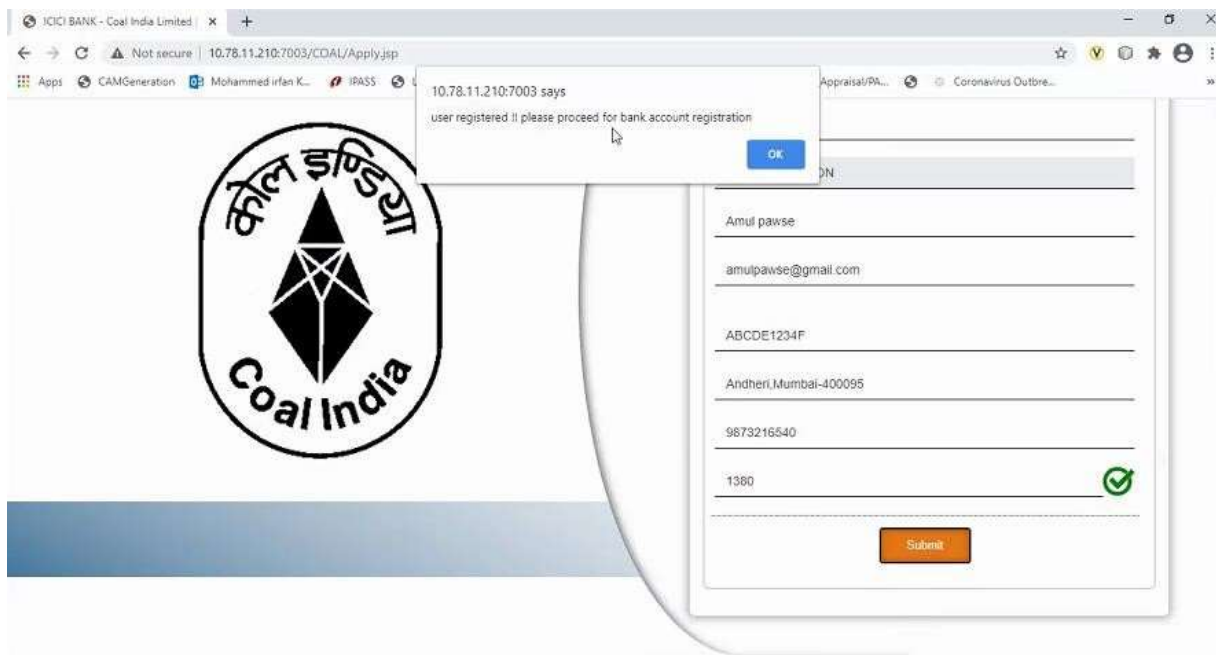 ICICI BANK - Coal India Limited
Not secure | 10.78.11.210:7003/COAL/Apply.jsp
Apps CAMGeneration Mohammed irfan K... IPASS Appraisal/PA... Coronavirus Outbre...
10.78.11.210:7003 says
user registered !! please proceed for bank account registration
OK
कोल इण्डिया
Coal India
ON
Amul pawse
amulpawse@gmail.com
ABCDE1234F
Andheri,Mumbai-400095
9873216540
1380
Submit